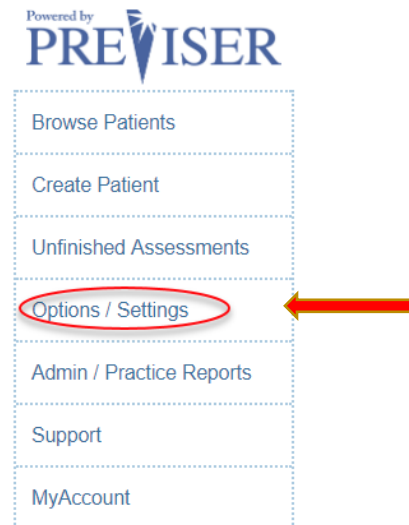 Powered by
PREVISER
Browse Patients
Create Patient
Unfinished Assessments
Options / Settings
Admin / Practice Reports
Support
MyAccount